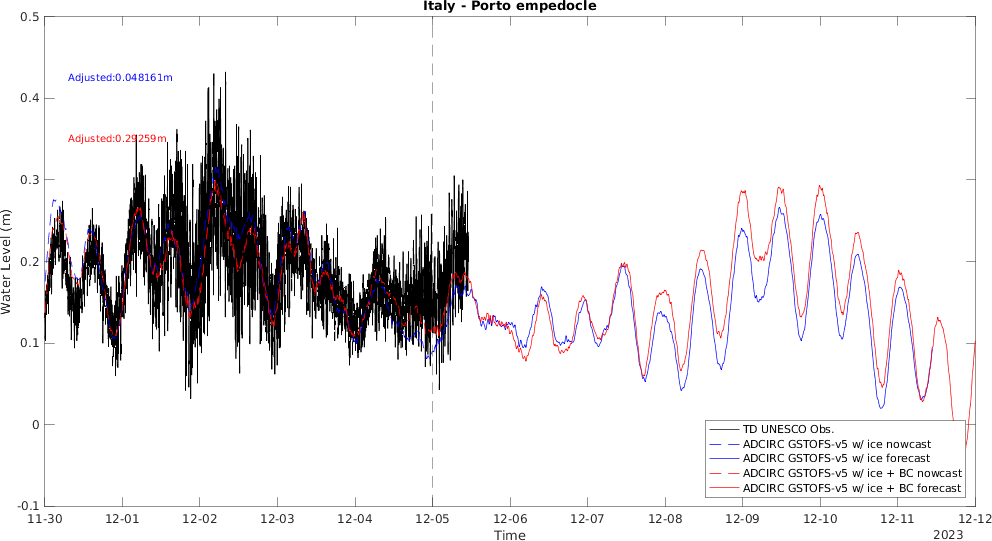 Italy - Porto empedocle
0.5
0.4
0.3
0.2
0.1
0
-0.1
Water Level (m)
Adjusted:0.048161m
Adjusted:0.29259m
TD UNESCO Obs.
ADCIRC GSTOFS-v5 w/ ice nowcast
ADCIRC GSTOFS-v5 w/ ice forecast
ADCIRC GSTOFS-v5 w/ ice + BC nowcast
ADCIRC GSTOFS-v5 w/ ice + BC forecast
11-30 12-01 12-02 12-03 12-04 12-05 12-06 12-07 12-08 12-09 12-10 12-11 12-12
Time
2023